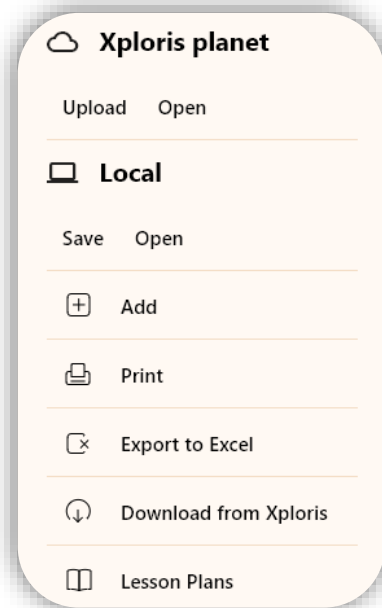 Xploris planet
Upload Open
Local
Save Open
Add
Print
Export to Excel
Download from Xploris
Lesson Plans